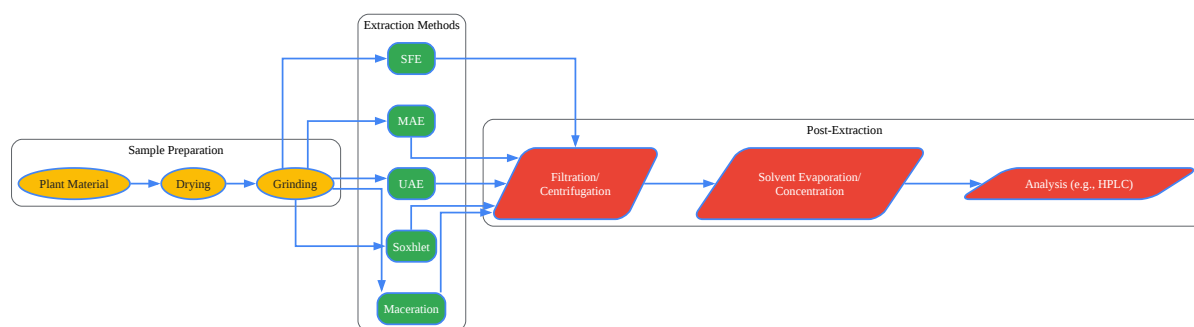 Sample Preparation
Plant Material
Drying
Grinding
Extraction Methods
SFE
MAE
UAE
Soxhlet
Maceration
Post-Extraction
Filtration/
Centrifugation
Solvent Evaporation/
Concentration
Analysis (e.g., HPLC)